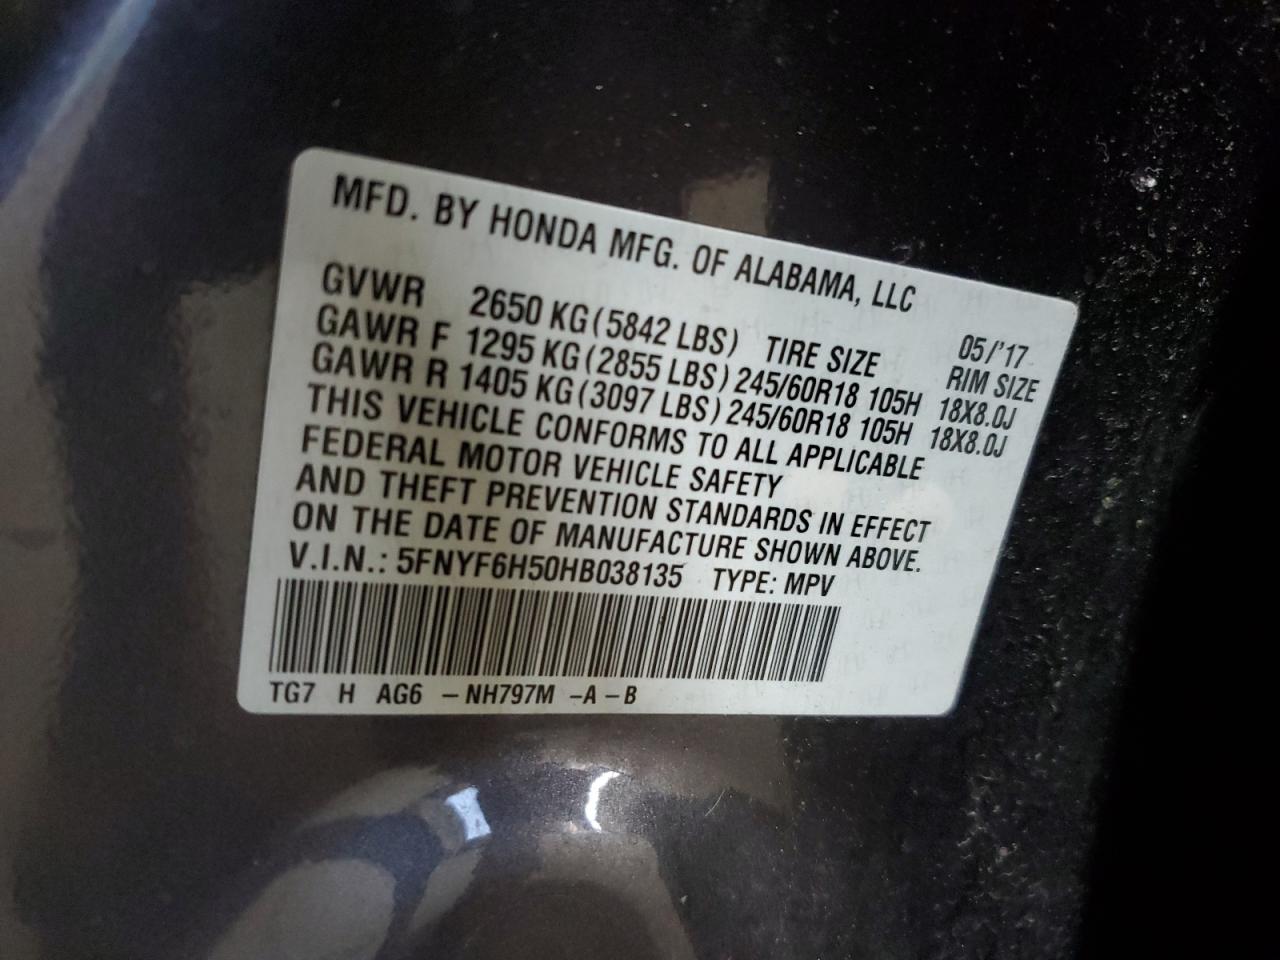 MFD. BY HONDA MFG. OF ALABAMA, LLC
05/'17
GVWR 2650 KG(5842 LBS) TIRE SIZE RIM SIZE
GAWR F 1295 KG(2855 LBS) 245/60R18 105H 18X8.0J
GAWR R 1405 KG(3097 LBS) 245/60R18 105H 18X8.0J
THIS VEHICLE CONFORMS TO ALL APPLICABLE
FEDERAL MOTOR VEHICLE SAFETY
AND THEFT PREVENTION STANDARDS IN EFFECT
ON THE DATE OF MANUFACTURE SHOWN ABOVE.
V.I.N.: 5FNYF6H50HB038135 TYPE: MPV
TG7 H AG6 –NH797M –A –B